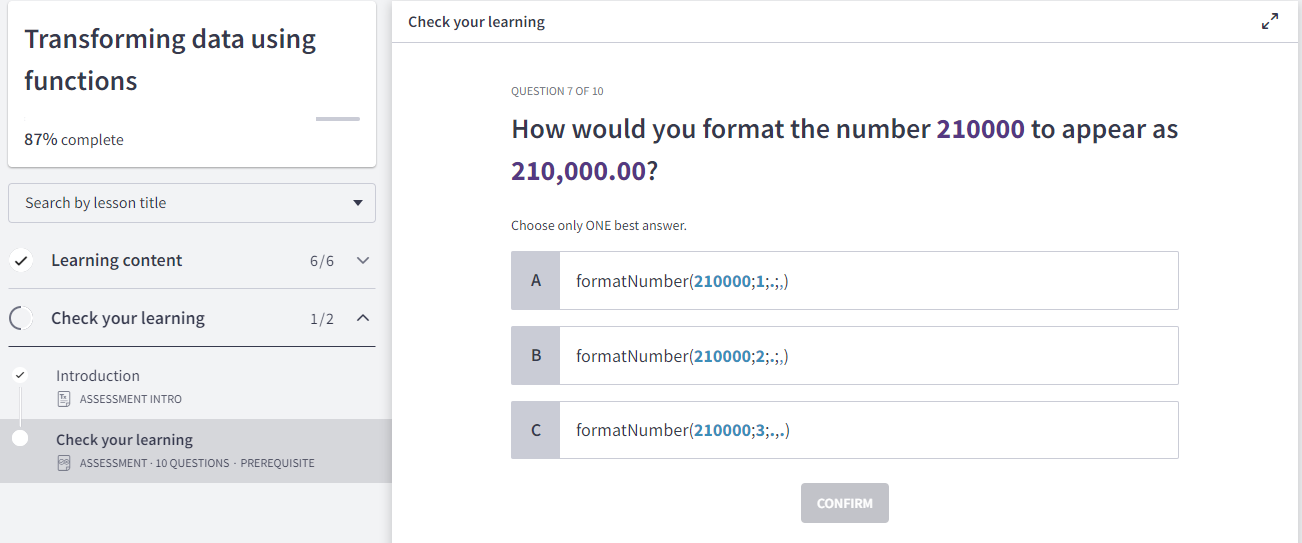 Transforming data using
functions
87% complete
Search by lesson title
Learning content 6/6
Check your learning 1/2
Introduction
ASSESSMENT INTRO
Check your learning
ASSESSMENT · 10 QUESTIONS · PREREQUISITE
Check your learning
QUESTION 7 OF 10
How would you format the number 210000 to appear as
210,000.00?
Choose only ONE best answer.
A formatNumber(210000;1;.;,)
B formatNumber(210000;2;.;,)
C formatNumber(210000;3;.,.)
CONFIRM